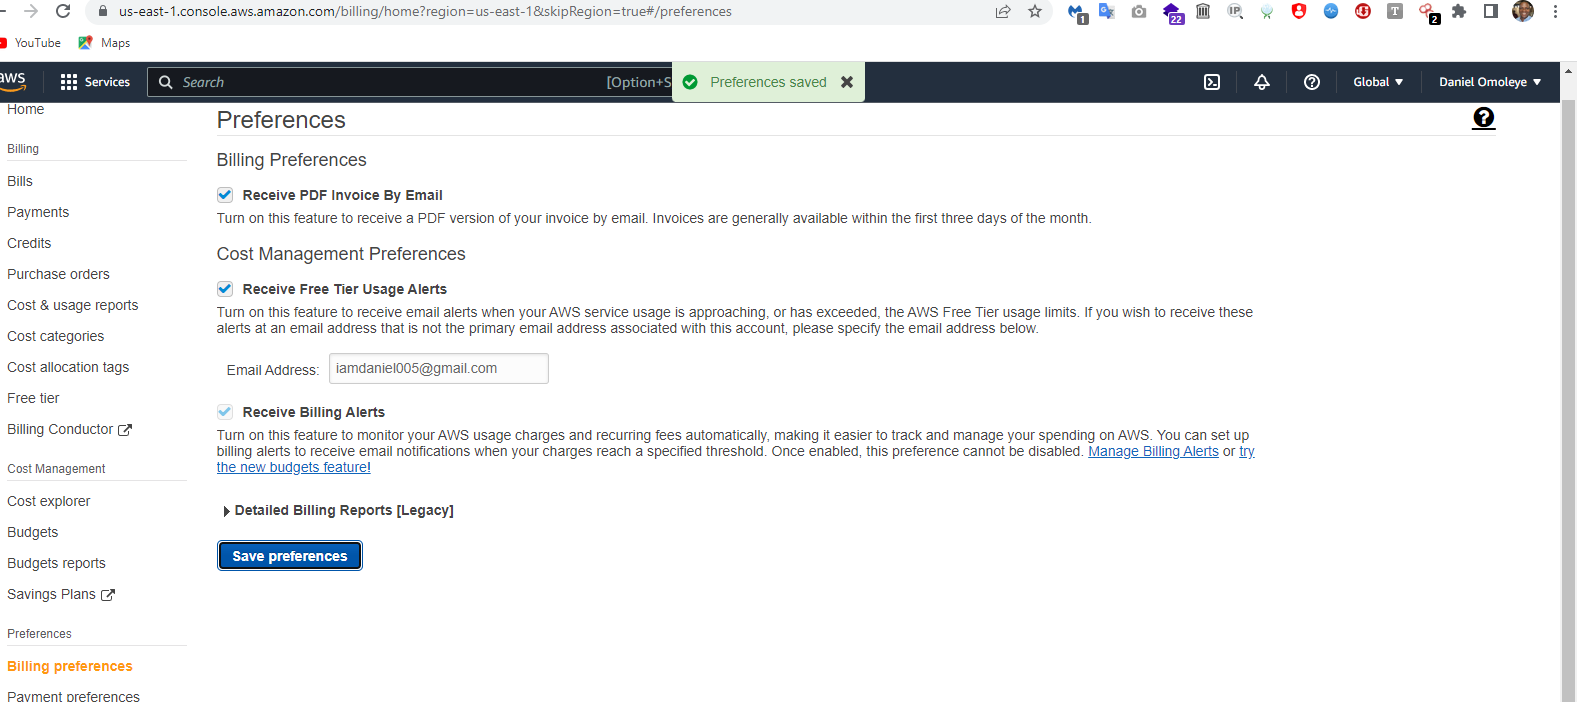 us-east-1.console.aws.amazon.com/billing/home?region=us-east-1&skipRegion=true#/preferences
1
22
IP
T
2
YouTube
Maps
aws
Services
Search
[Option+S
Preferences saved
Global
Daniel Omoleye
Home
Billing
Bills
Payments
Credits
Purchase orders
Cost & usage reports
Cost categories
Cost allocation tags
Free tier
Billing Conductor
Cost Management
Cost explorer
Budgets
Budgets reports
Savings Plans
Preferences
Billing preferences
Payment preferences
Preferences
?
Billing Preferences
Receive PDF Invoice By Email
Turn on this feature to receive a PDF version of your invoice by email. Invoices are generally available within the first three days of the month.
Cost Management Preferences
Receive Free Tier Usage Alerts
Turn on this feature to receive email alerts when your AWS service usage is approaching, or has exceeded, the AWS Free Tier usage limits. If you wish to receive these
alerts at an email address that is not the primary email address associated with this account, please specify the email address below.
Email Address: iamdaniel005@gmail.com
Receive Billing Alerts
Turn on this feature to monitor your AWS usage charges and recurring fees automatically, making it easier to track and manage your spending on AWS. You can set up
billing alerts to receive email notifications when your charges reach a specified threshold. Once enabled, this preference cannot be disabled. Manage Billing Alerts or try
the new budgets feature!
Detailed Billing Reports [Legacy]
Save preferences